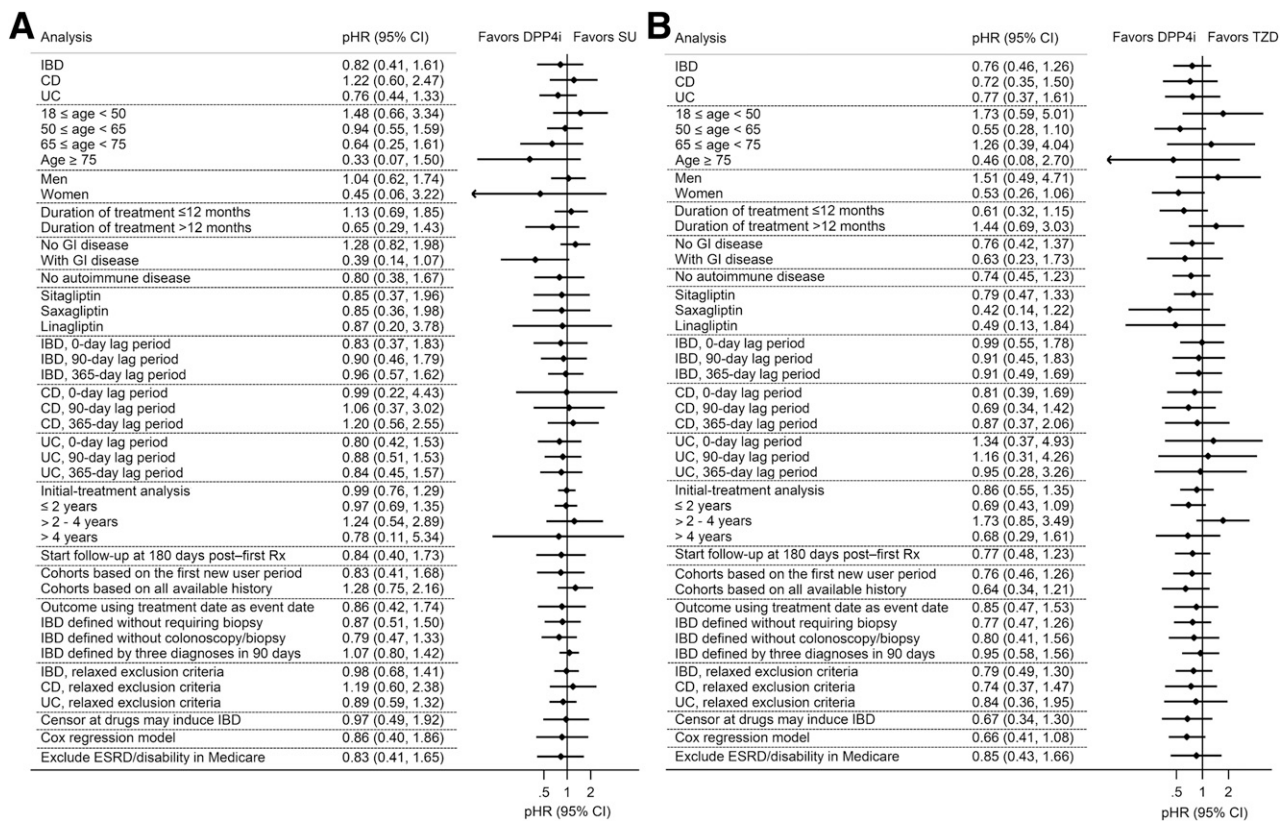 A
Analysis pHR (95% CI) Favors DPP4i Favors SU
IBD 0.82 (0.41, 1.61)
CD 1.22 (0.60, 2.47)
UC 0.76 (0.44, 1.33)
18 ≤ age < 50 1.48 (0.66, 3.34)
50 ≤ age < 65 0.94 (0.55, 1.59)
65 ≤ age < 75 0.64 (0.25, 1.61)
Age ≥ 75 0.33 (0.07, 1.50)
Men 1.04 (0.62, 1.74)
Women 0.45 (0.06, 3.22)
Duration of treatment ≤12 months 1.13 (0.69, 1.85)
Duration of treatment >12 months 0.65 (0.29, 1.43)
No GI disease 1.28 (0.82, 1.98)
With GI disease 0.39 (0.14, 1.07)
No autoimmune disease 0.80 (0.38, 1.67)
Sitagliptin 0.85 (0.37, 1.96)
Saxagliptin 0.85 (0.36, 1.98)
Linagliptin 0.87 (0.20, 3.78)
IBD, 0-day lag period 0.83 (0.37, 1.83)
IBD, 90-day lag period 0.90 (0.46, 1.79)
IBD, 365-day lag period 0.96 (0.57, 1.62)
CD, 0-day lag period 0.99 (0.22, 4.43)
CD, 90-day lag period 1.06 (0.37, 3.02)
CD, 365-day lag period 1.20 (0.56, 2.55)
UC, 0-day lag period 0.80 (0.42, 1.53)
UC, 90-day lag period 0.88 (0.51, 1.53)
UC, 365-day lag period 0.84 (0.45, 1.57)
Initial-treatment analysis 0.99 (0.76, 1.29)
≤ 2 years 0.97 (0.69, 1.35)
> 2 - 4 years 1.24 (0.54, 2.89)
> 4 years 0.78 (0.11, 5.34)
Start follow-up at 180 days post–first Rx 0.84 (0.40, 1.73)
Cohorts based on the first new user period 0.83 (0.41, 1.68)
Cohorts based on all available history 1.28 (0.75, 2.16)
Outcome using treatment date as event date 0.86 (0.42, 1.74)
IBD defined without requiring biopsy 0.87 (0.51, 1.50)
IBD defined without colonoscopy/biopsy 0.79 (0.47, 1.33)
IBD defined by three diagnoses in 90 days 1.07 (0.80, 1.42)
IBD, relaxed exclusion criteria 0.98 (0.68, 1.41)
CD, relaxed exclusion criteria 1.19 (0.60, 2.38)
UC, relaxed exclusion criteria 0.89 (0.59, 1.32)
Censor at drugs may induce IBD 0.97 (0.49, 1.92)
Cox regression model 0.86 (0.40, 1.86)
Exclude ESRD/disability in Medicare 0.83 (0.41, 1.65)
.5 1 2
pHR (95% CI)
B
Analysis pHR (95% CI) Favors DPP4i Favors TZD
IBD 0.76 (0.46, 1.26)
CD 0.72 (0.35, 1.50)
UC 0.77 (0.37, 1.61)
18 ≤ age < 50 1.73 (0.59, 5.01)
50 ≤ age < 65 0.55 (0.28, 1.10)
65 ≤ age < 75 1.26 (0.39, 4.04)
Age ≥ 75 0.46 (0.08, 2.70)
Men 1.51 (0.49, 4.71)
Women 0.53 (0.26, 1.06)
Duration of treatment ≤12 months 0.61 (0.32, 1.15)
Duration of treatment >12 months 1.44 (0.69, 3.03)
No GI disease 0.76 (0.42, 1.37)
With GI disease 0.63 (0.23, 1.73)
No autoimmune disease 0.74 (0.45, 1.23)
Sitagliptin 0.79 (0.47, 1.33)
Saxagliptin 0.42 (0.14, 1.22)
Linagliptin 0.49 (0.13, 1.84)
IBD, 0-day lag period 0.99 (0.55, 1.78)
IBD, 90-day lag period 0.91 (0.45, 1.83)
IBD, 365-day lag period 0.91 (0.49, 1.69)
CD, 0-day lag period 0.81 (0.39, 1.69)
CD, 90-day lag period 0.69 (0.34, 1.42)
CD, 365-day lag period 0.87 (0.37, 2.06)
UC, 0-day lag period 1.34 (0.37, 4.93)
UC, 90-day lag period 1.16 (0.31, 4.26)
UC, 365-day lag period 0.95 (0.28, 3.26)
Initial-treatment analysis 0.86 (0.55, 1.35)
≤ 2 years 0.69 (0.43, 1.09)
> 2 - 4 years 1.73 (0.85, 3.49)
> 4 years 0.68 (0.29, 1.61)
Start follow-up at 180 days post–first Rx 0.77 (0.48, 1.23)
Cohorts based on the first new user period 0.76 (0.46, 1.26)
Cohorts based on all available history 0.64 (0.34, 1.21)
Outcome using treatment date as event date 0.85 (0.47, 1.53)
IBD defined without requiring biopsy 0.77 (0.47, 1.26)
IBD defined without colonoscopy/biopsy 0.80 (0.41, 1.56)
IBD defined by three diagnoses in 90 days 0.95 (0.58, 1.56)
IBD, relaxed exclusion criteria 0.79 (0.49, 1.30)
CD, relaxed exclusion criteria 0.74 (0.37, 1.47)
UC, relaxed exclusion criteria 0.84 (0.36, 1.95)
Censor at drugs may induce IBD 0.67 (0.34, 1.30)
Cox regression model 0.66 (0.41, 1.08)
Exclude ESRD/disability in Medicare 0.85 (0.43, 1.66)
.5 1 2
pHR (95% CI)